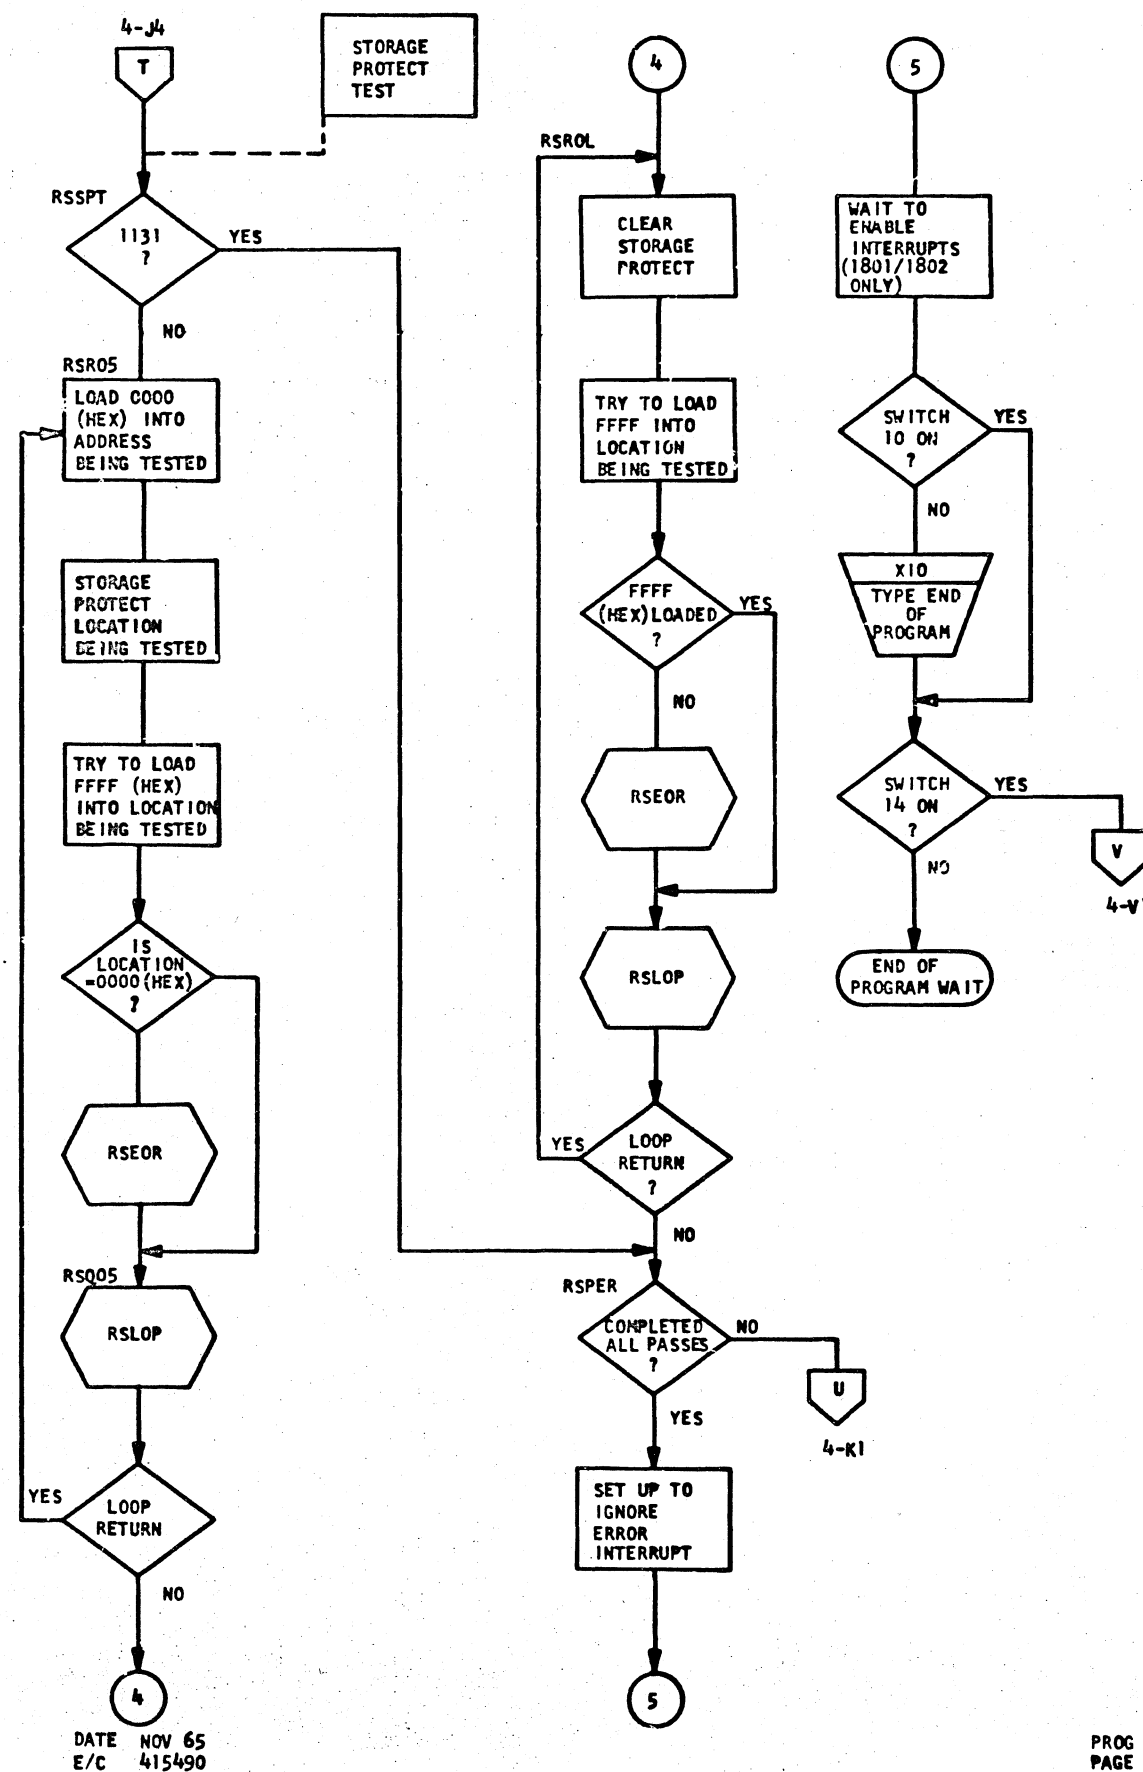 4-J4
T
STORAGE
PROTECT
TEST
RSSPT
1131
?
YES
NO
RSR05
LOAD 0000
(HEX) INTO
ADDRESS
BEING TESTED
STORAGE
PROTECT
LOCATION
BEING TESTED
TRY TO LOAD
FFFF (HEX)
INTO LOCATION
BEING TESTED
IS
LOCATION
=0000(HEX)
?
RSEOR
RSQ05
RSLOP
YES
LOOP
RETURN
NO
4
DATE NOV 65
E/C 415490
4
RSROL
CLEAR
STORAGE
PROTECT
TRY TO LOAD
FFFF INTO
LOCATION
BEING TESTED
FFFF
(HEX)LOADED
?
YES
NO
RSEOR
RSLOP
YES
LOOP
RETURN
?
NO
RSPER
COMPLETED
ALL PASSES
?
NO
U
4-K1
YES
SET UP TO
IGNORE
ERROR
INTERRUPT
5
5
WAIT TO
ENABLE
INTERRUPTS
(1801/1802
ONLY)
SWITCH
10 ON
?
YES
NO
XIO
TYPE END
OF
PROGRAM
SWITCH
14 ON
?
YES
V
4-V
NO
END OF
PROGRAM WAIT
PROG
PAGE